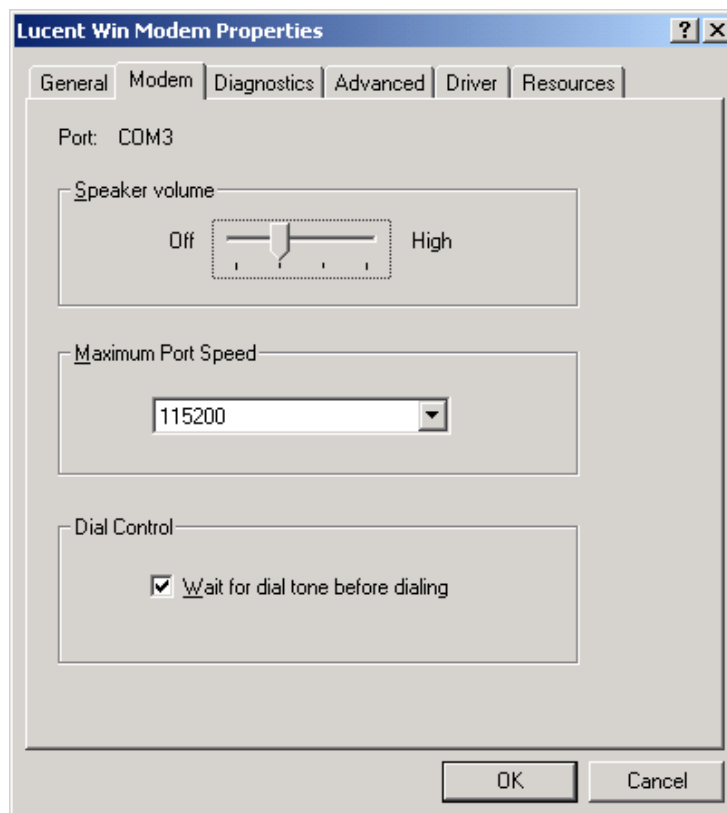 Lucent Win Modem Properties
General Modem Diagnostics Advanced Driver Resources
Port: COM3
Speaker volume
Off High
Maximum Port Speed
115200
Dial Control
Wait for dial tone before dialing
OK Cancel